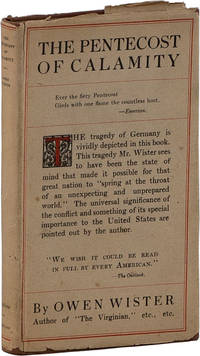 THE PENTECOST
OF CALAMITY
Ever the fiery Pentecost
Girds with one flame the countless host.
—Emerson.
THE tragedy of Germany is
vividly depicted in this book.
This tragedy Mr. Wister sees
to have been the state of
mind that made it possible for that
great nation to "spring at the throat
of an unexpecting and unprepared
world." The universal significance of
the conflict and something of its special
importance to the United States are
pointed out by the author.
"WE WISH IT COULD BE READ
IN FULL BY EVERY AMERICAN."
—The Outlook.
By OWEN WISTER
Author of "The Virginian," etc., etc.